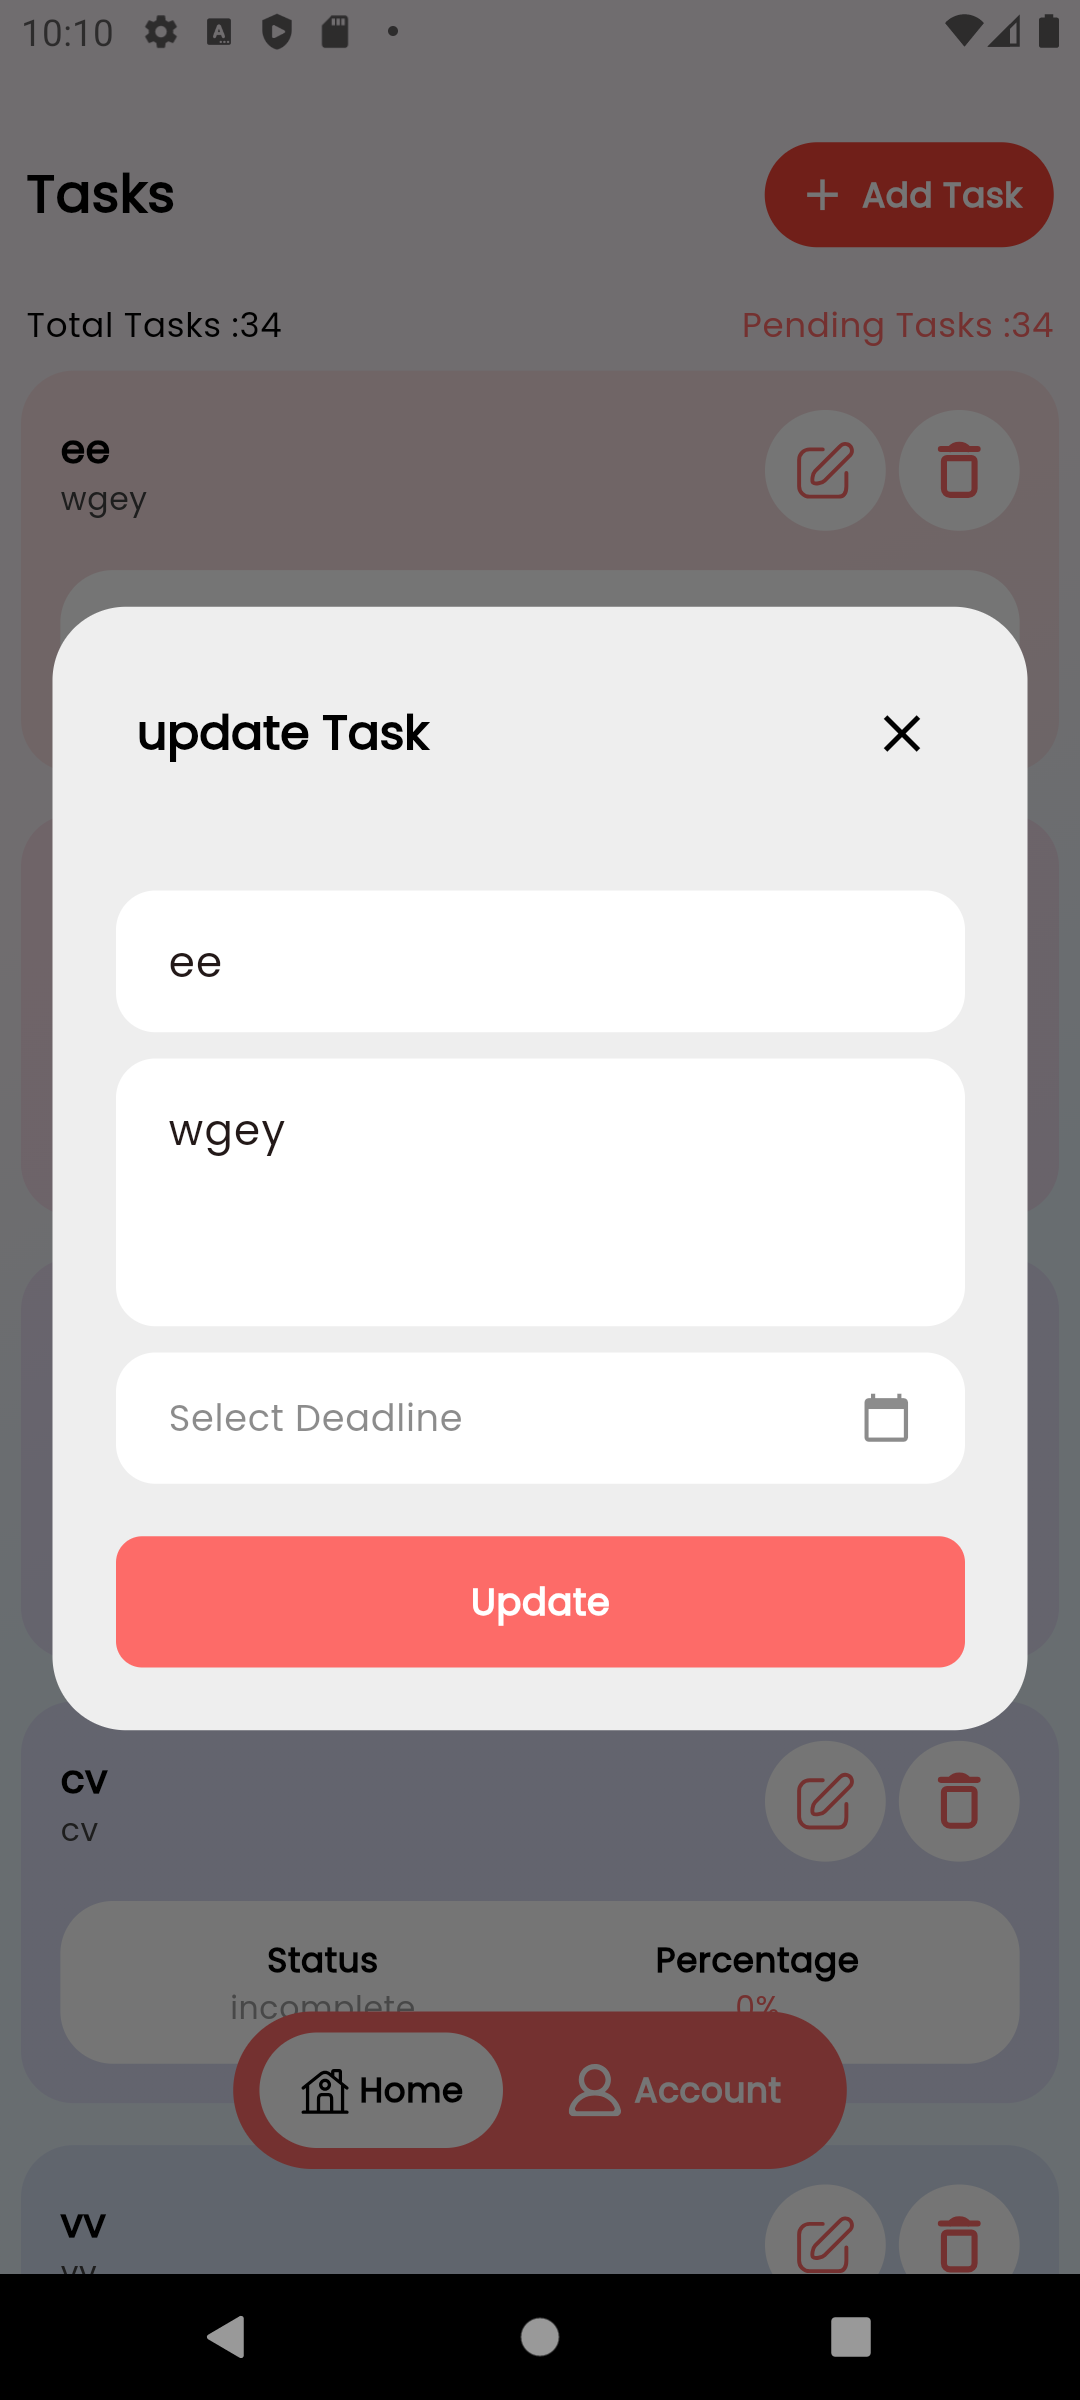 10:10
Tasks
Add Task
Total Tasks :34
Pending Tasks :34
ee
wgey
update Task
ee
wgey
Select Deadline
Update
cv
cv
Status
Percentage
incomplete
0%
Home
Account
vv
vv